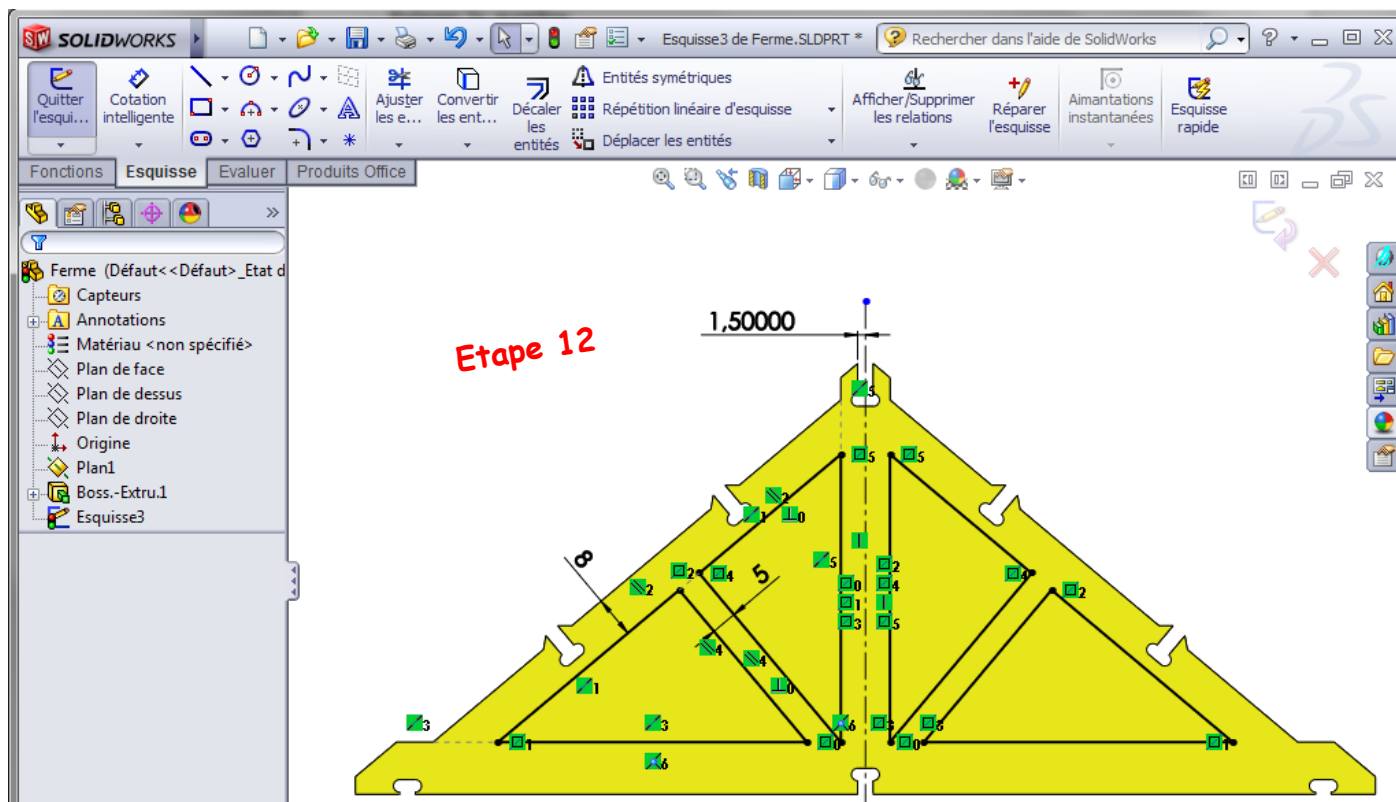 SOLIDWORKS Esquisse3 de Ferme.SLDPRT * Rechercher dans l'aide de SolidWorks
Quitter l'esqui...
Cotation intelligente
Ajuster les e...
Convertir les ent...
Décaler les entités
Entités symétriques
Répétition linéaire d'esquisse
Déplacer les entités
Afficher/Supprimer les relations
Réparer l'esquisse
Aimantations instantanées
Esquisse rapide
Fonctions Esquisse Evaluer Produits Office
Ferme (Défaut<<Défaut>_Etat d
Capteurs
Annotations
Matériau <non spécifié>
Plan de face
Plan de dessus
Plan de droite
Origine
Plan1
Boss.-Extru.1
Esquisse3
Etape 12
1,50000
8
5